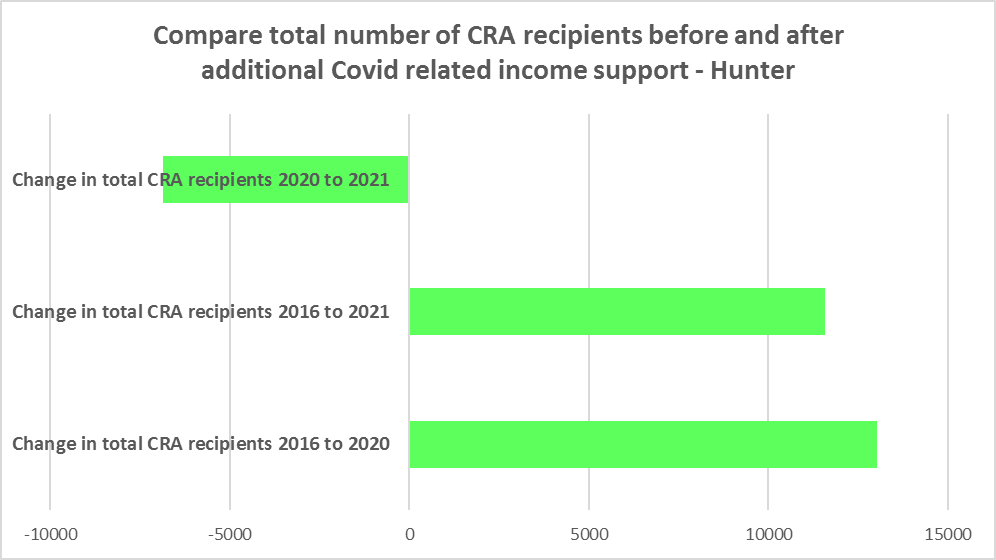 Compare total number of CRA recipients before and after
additional Covid related income support - Hunter
Change in total CRA recipients 2020 to 2021
Change in total CRA recipients 2016 to 2021
Change in total CRA recipients 2016 to 2020
-10000 -5000 0 5000 10000 15000